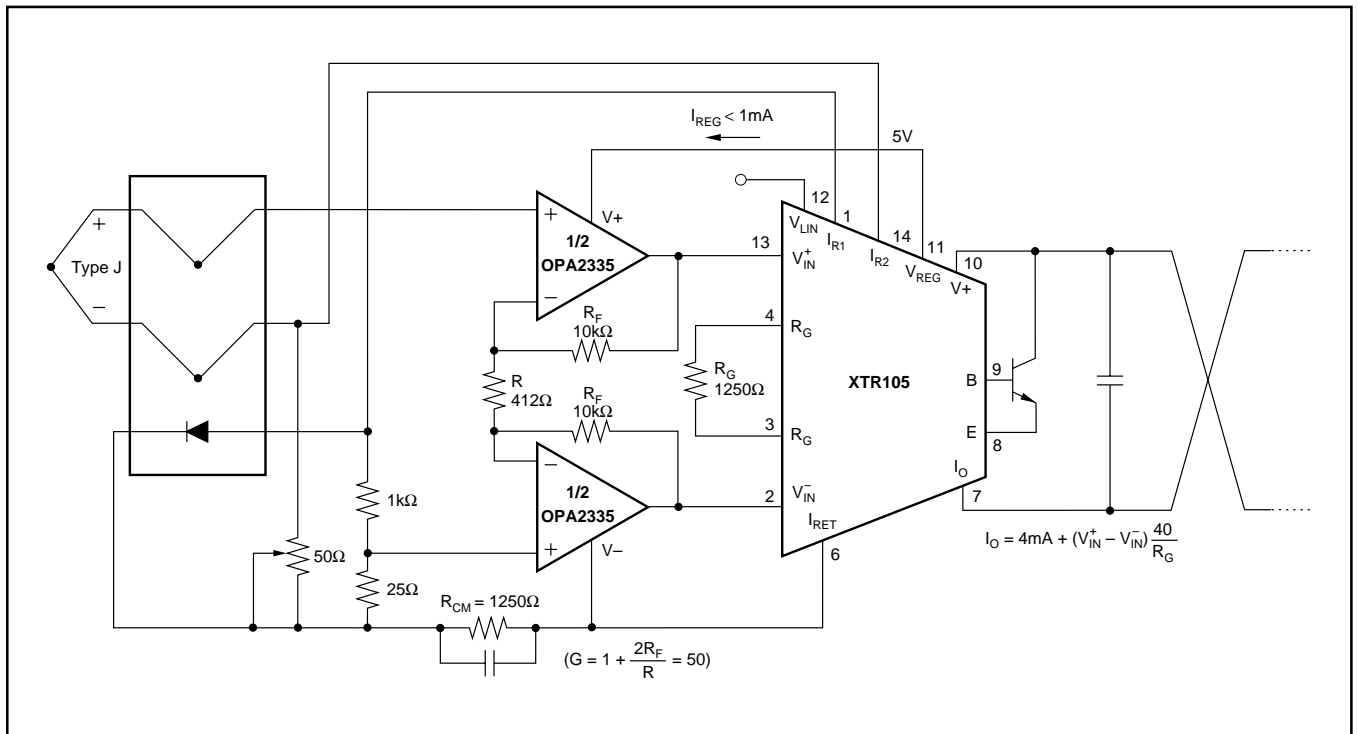 I_REG < 1mA
5V
12
V_LIN
1
I_R1
14
I_R2
11
V_REG
10
V+
Type J
+
–
+
–
V+
1/2
OPA2335
13
V_IN^+
R_F
10kΩ
R
412Ω
R_F
10kΩ
4
R_G
R_G
1250Ω
3
R_G
XTR105
B
9
E
8
I_O
7
–
+
1/2
OPA2335
V–
2
V_IN^–
I_RET
6
1kΩ
50Ω
25Ω
R_CM = 1250Ω
(G = 1 + 2R_F/R = 50)
I_O = 4mA + (V_IN^+ – V_IN^–) 40/R_G